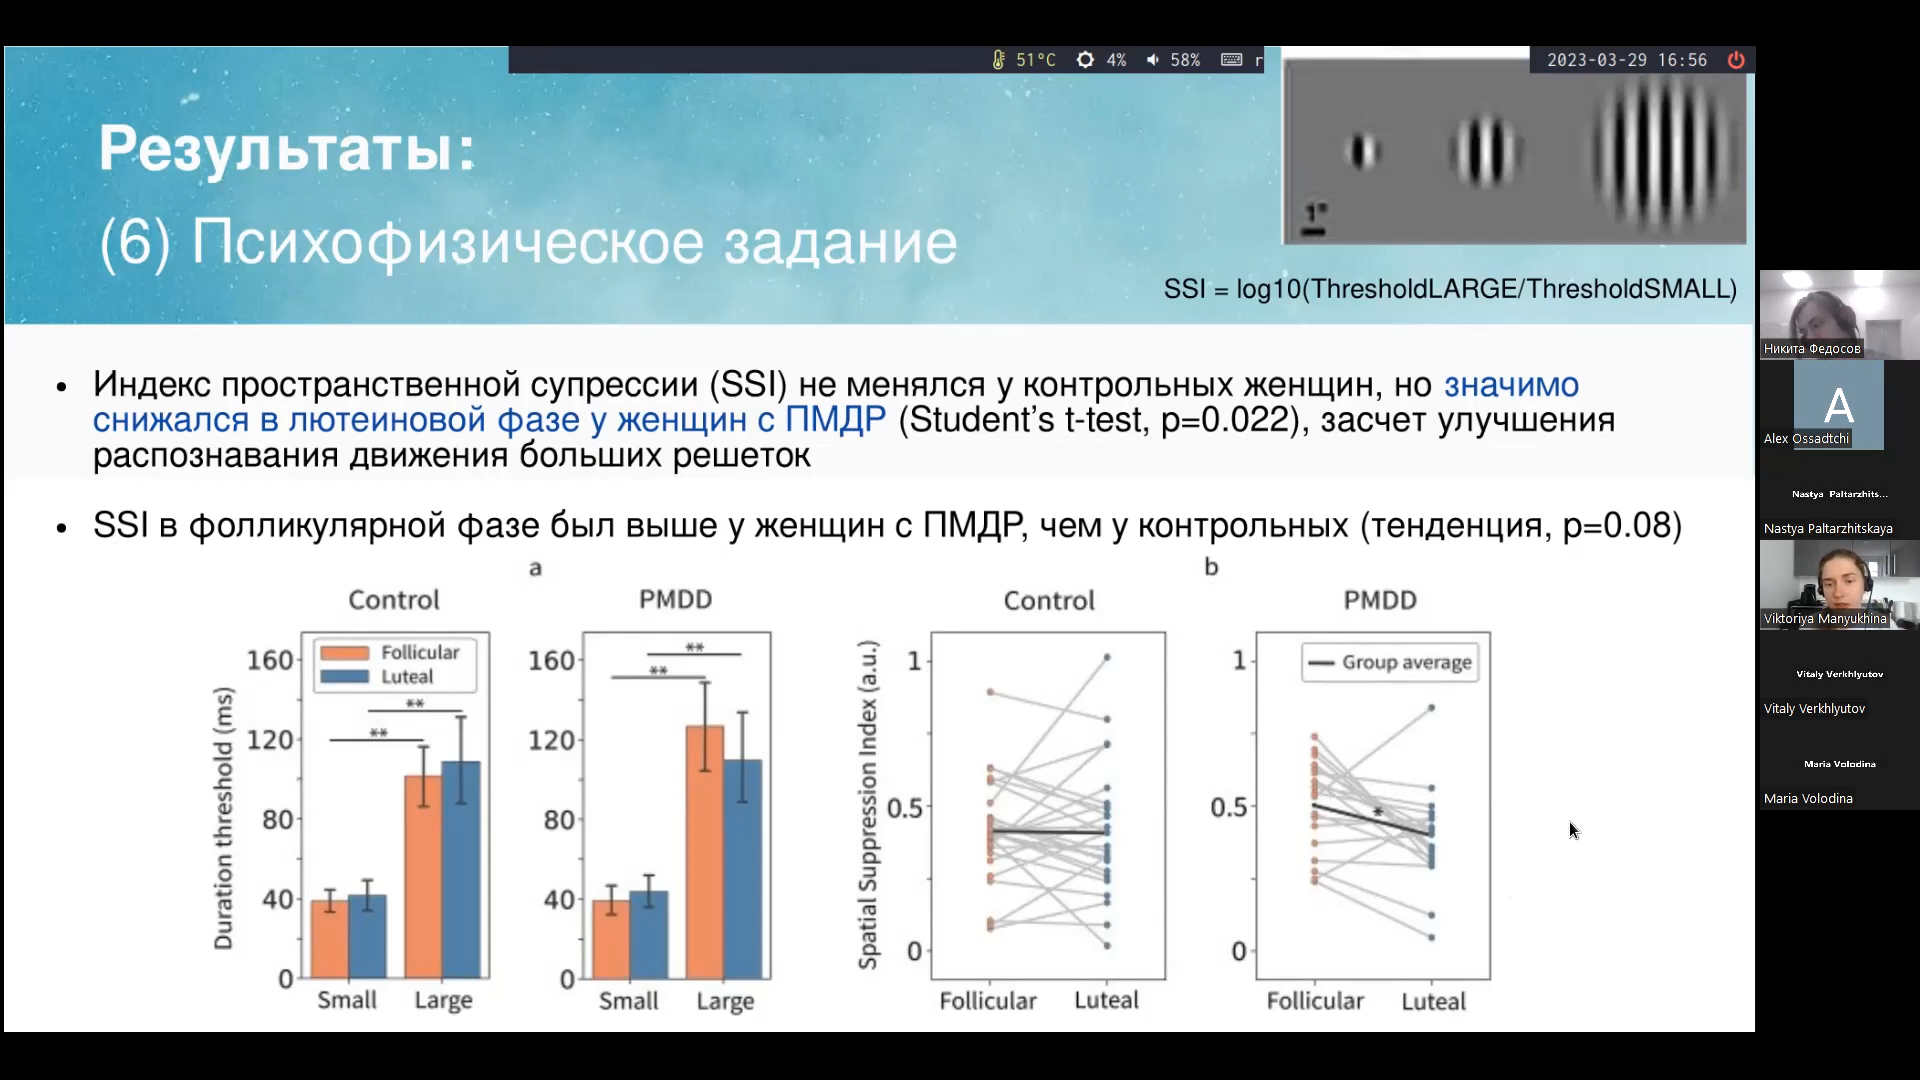 51°C 4% 58% r
2023-03-29 16:56
Результаты:
(6) Психофизическое задание
1°
SSI = log10(ThresholdLARGE/ThresholdSMALL)
• Индекс пространственной супрессии (SSI) не менялся у контрольных женщин, но значимо
снижался в лютеиновой фазе у женщин с ПМДР (Student's t-test, p=0.022), засчет улучшения
распознавания движения больших решеток
• SSI в фолликулярной фазе был выше у женщин с ПМДР, чем у контрольных (тенденция, p=0.08)
a
Control
PMDD
Duration threshold (ms)
160
120
80
40
0
Follicular
Luteal
**
**
Small
Large
160
120
80
40
0
**
**
Small
Large
b
Control
PMDD
Spatial Suppression Index (a.u.)
1
0.5
0
Follicular
Luteal
1
0.5
0
Group average
*
Follicular
Luteal
Никита Федосов
A
Alex Ossadtchi
Nastya Paltarzhits...
Nastya Paltarzhitskaya
Viktoriya Manyukhina
Vitaly Verkhlyutov
Vitaly Verkhlyutov
Maria Volodina
Maria Volodina